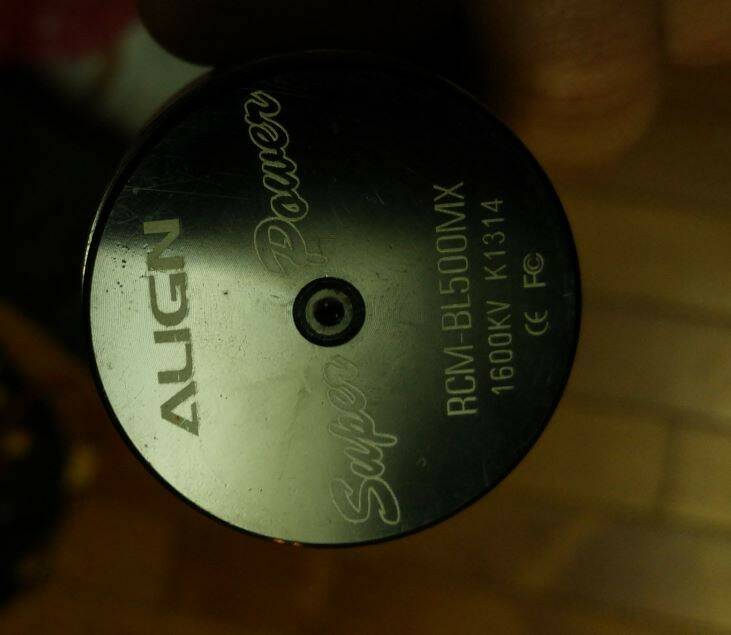 ALIGN
Super Power
RCM-BL500MX
1600KV K1314
CE FC